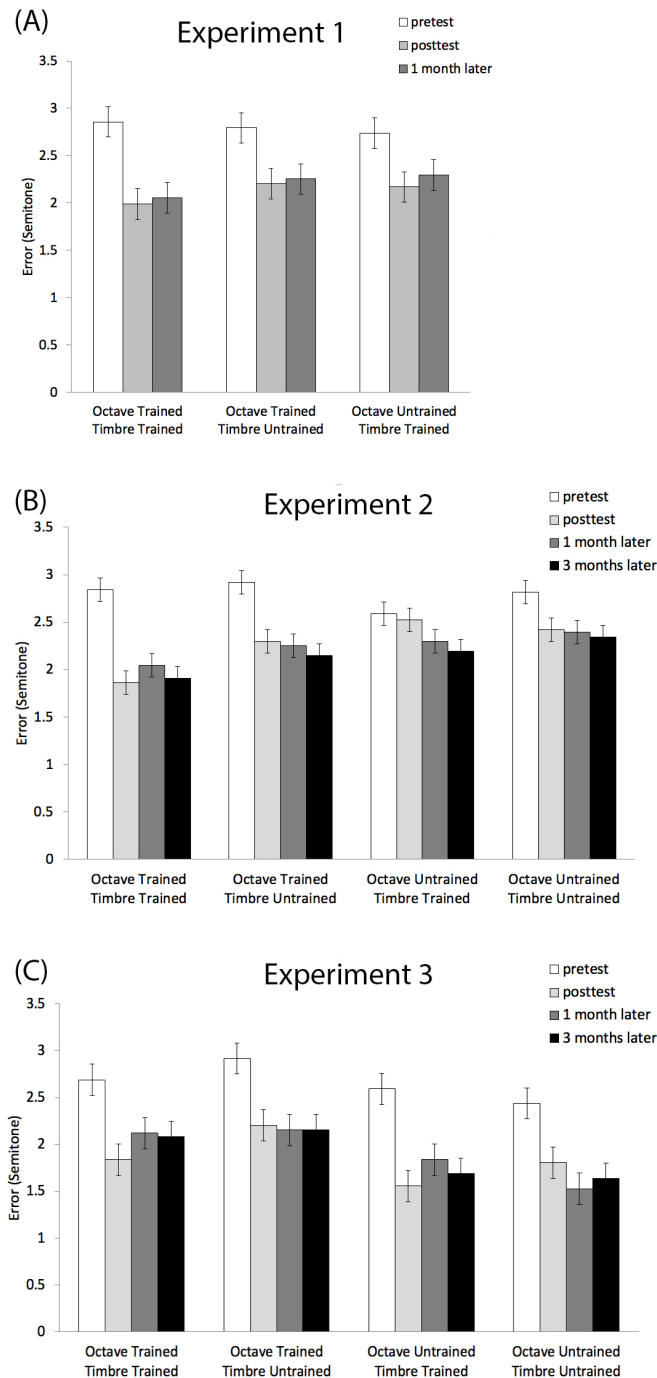 (A)
Experiment 1
pretest
posttest
1 month later
3.5
3
2.5
2
1.5
1
0.5
0
Error (Semitone)
Octave Trained
Timbre Trained
Octave Trained
Timbre Untrained
Octave Untrained
Timbre Trained
(B)
Experiment 2
pretest
posttest
1 month later
3 months later
3.5
3
2.5
2
1.5
1
0.5
0
Error (Semitone)
Octave Trained
Timbre Trained
Octave Trained
Timbre Untrained
Octave Untrained
Timbre Trained
Octave Untrained
Timbre Untrained
(C)
Experiment 3
pretest
posttest
1 month later
3 months later
3.5
3
2.5
2
1.5
1
0.5
0
Error (Semitone)
Octave Trained
Timbre Trained
Octave Trained
Timbre Untrained
Octave Untrained
Timbre Trained
Octave Untrained
Timbre Untrained